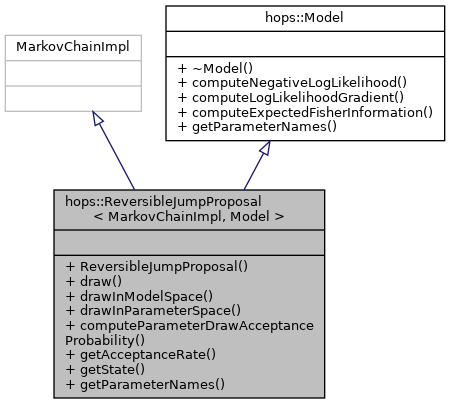 MarkovChainImpl
hops::Model
+ ~Model()
+ computeNegativeLogLikelihood()
+ computeLogLikelihoodGradient()
+ computeExpectedFisherInformation()
+ getParameterNames()
hops::ReversibleJumpProposal
< MarkovChainImpl, Model >
+ ReversibleJumpProposal()
+ draw()
+ drawInModelSpace()
+ drawInParameterSpace()
+ computeParameterDrawAcceptance
Probability()
+ getAcceptanceRate()
+ getState()
+ getParameterNames()